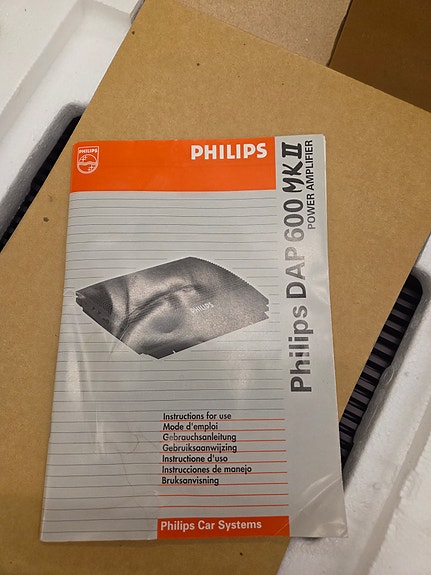 PHILIPS
PHILIPS
Philips DAP 600 MK II
POWER AMPLIFIER
PHILIPS
Instructions for use
Mode d'emploi
Gebrauchsanleitung
Gebruiksaanwijzing
Instructione d'uso
Instrucciones de manejo
Bruksanvisning
Philips Car Systems